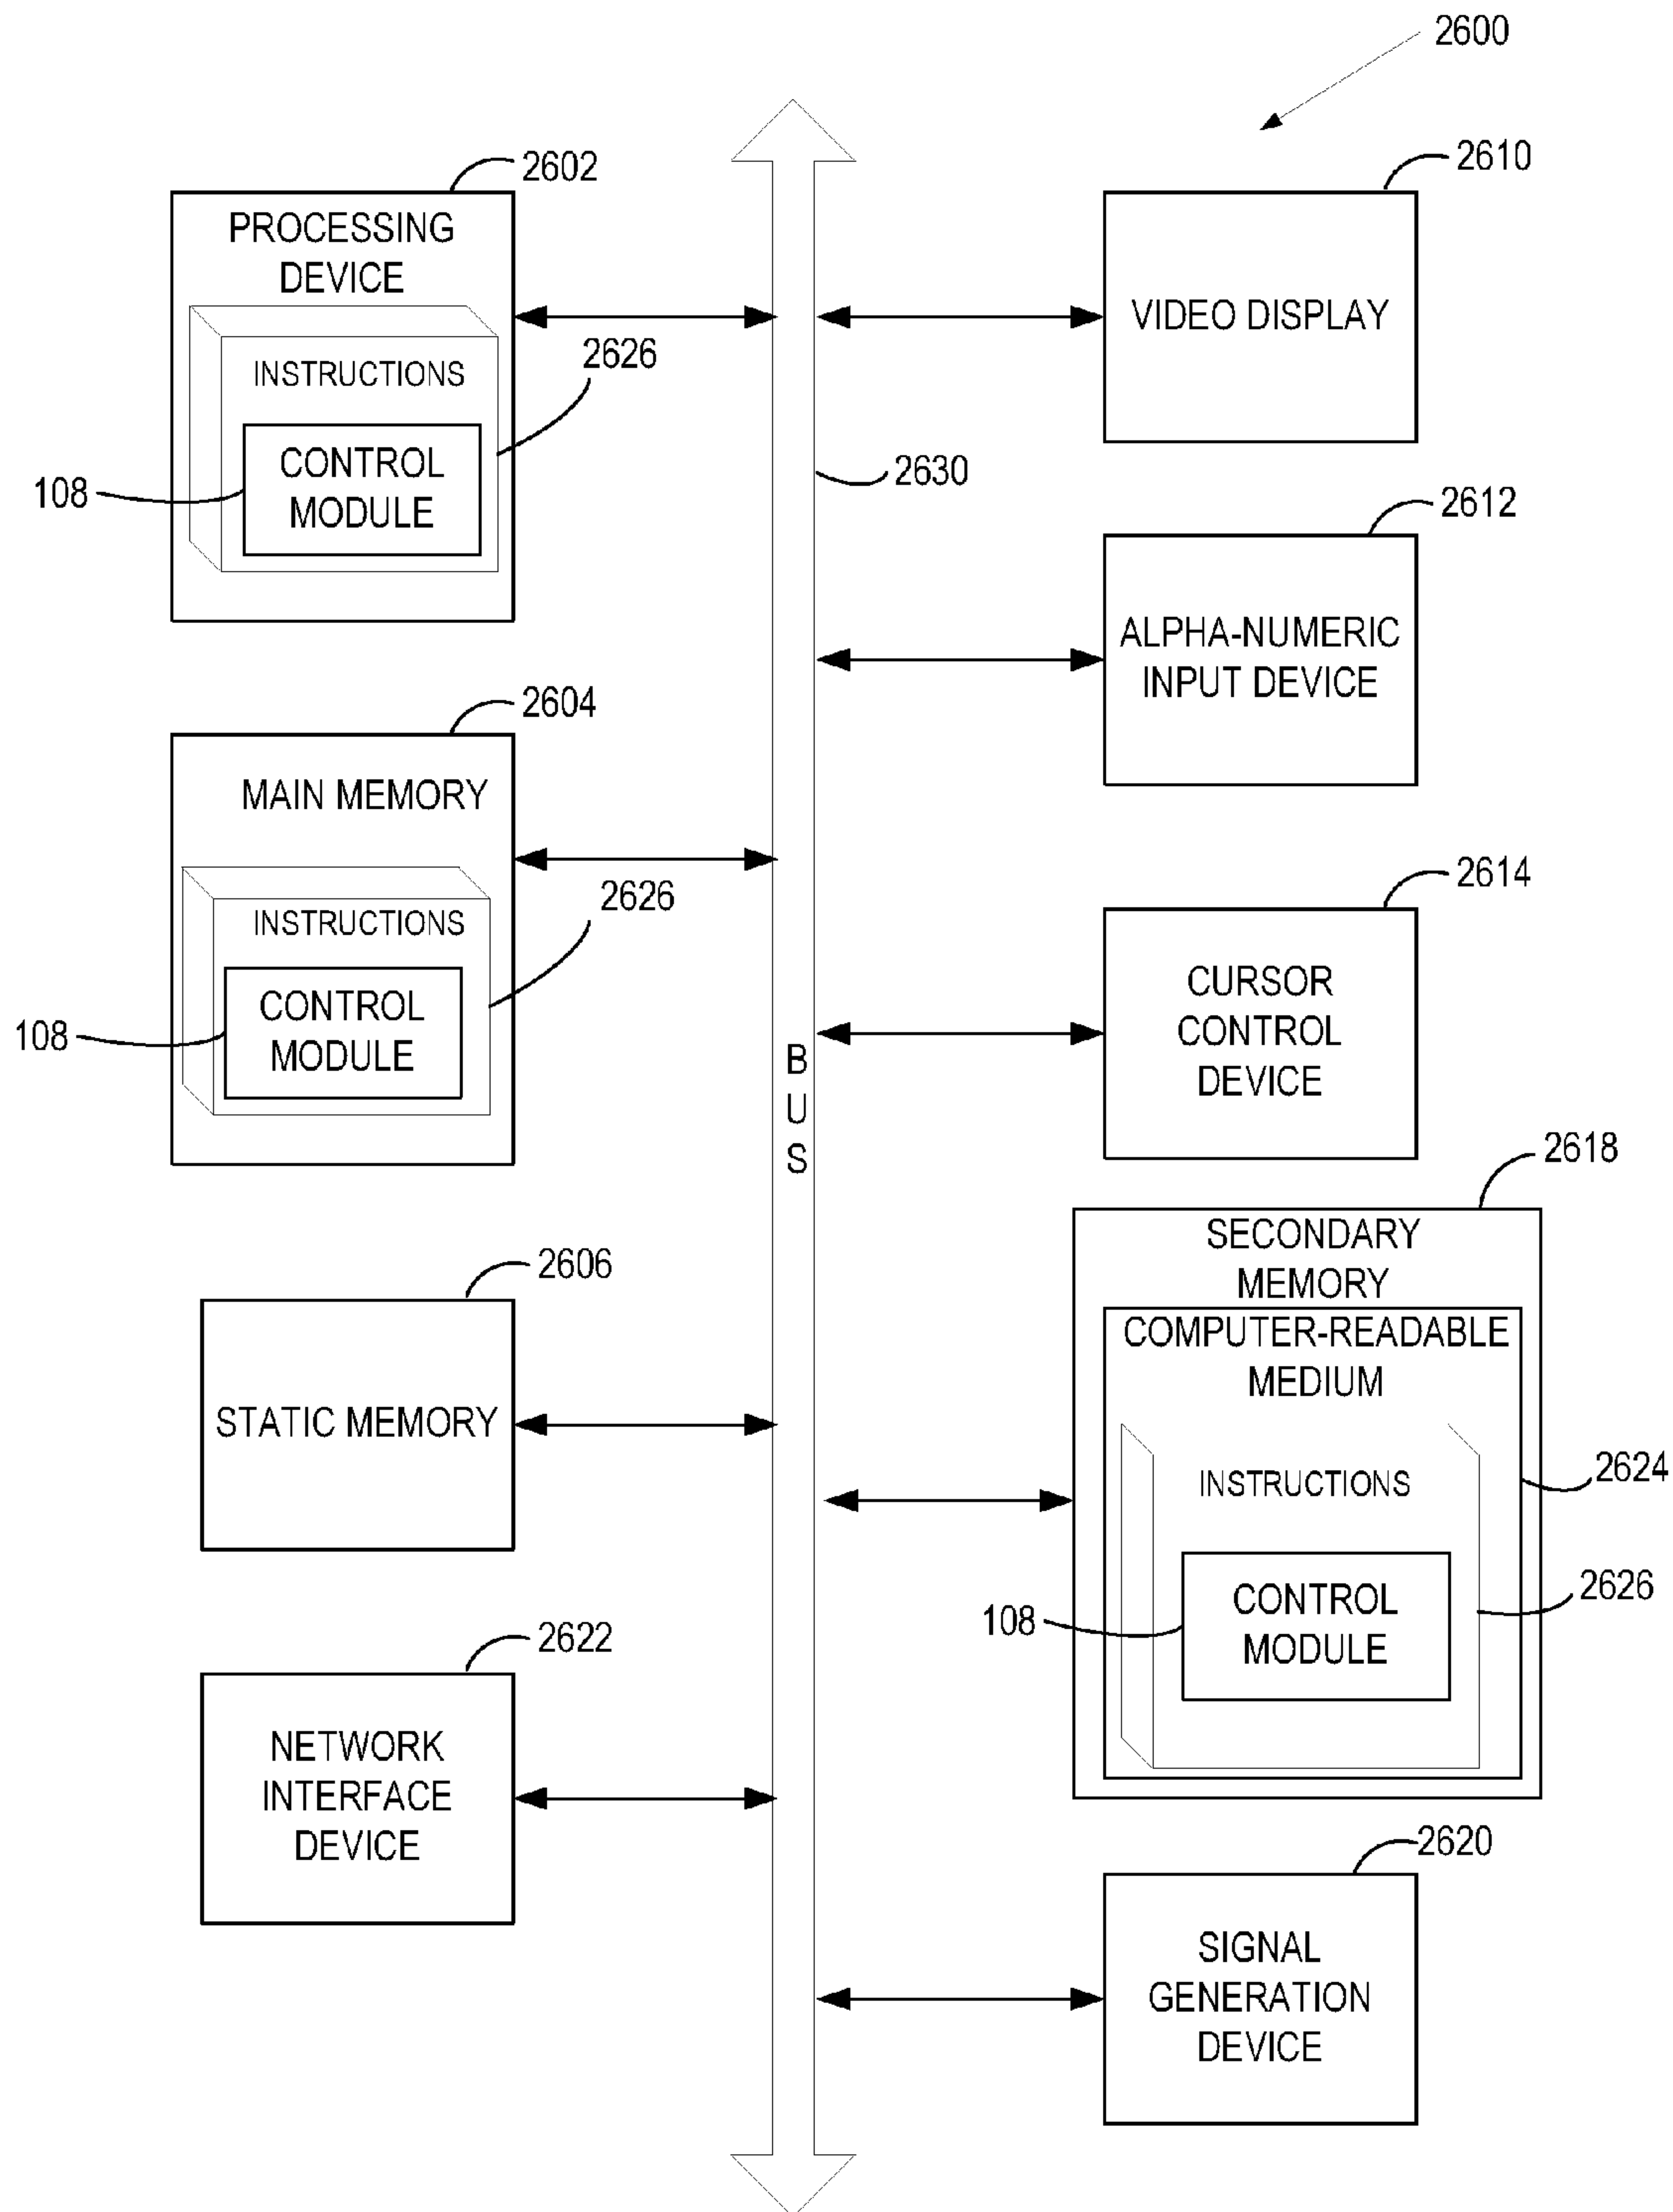 2600
2602
PROCESSING
DEVICE
INSTRUCTIONS
2626
CONTROL
MODULE
108
2604
MAIN MEMORY
INSTRUCTIONS
2626
CONTROL
MODULE
108
2606
STATIC MEMORY
2622
NETWORK
INTERFACE
DEVICE
2630
BUS
2610
VIDEO DISPLAY
2612
ALPHA-NUMERIC
INPUT DEVICE
2614
CURSOR
CONTROL
DEVICE
2618
SECONDARY
MEMORY
COMPUTER-READABLE
MEDIUM
2624
INSTRUCTIONS
2626
CONTROL
MODULE
108
2620
SIGNAL
GENERATION
DEVICE